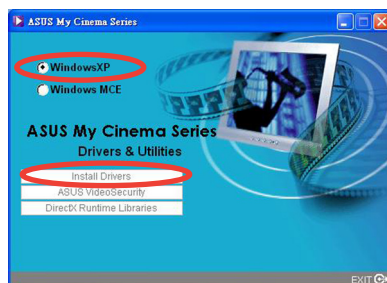 ASUS My Cinema Series
WindowsXP
Windows MCE
ASUS My Cinema Series
Drivers & Utilities
Install Drivers
ASUS VideoSecurity
DirectX Runtime Libraries
EXIT